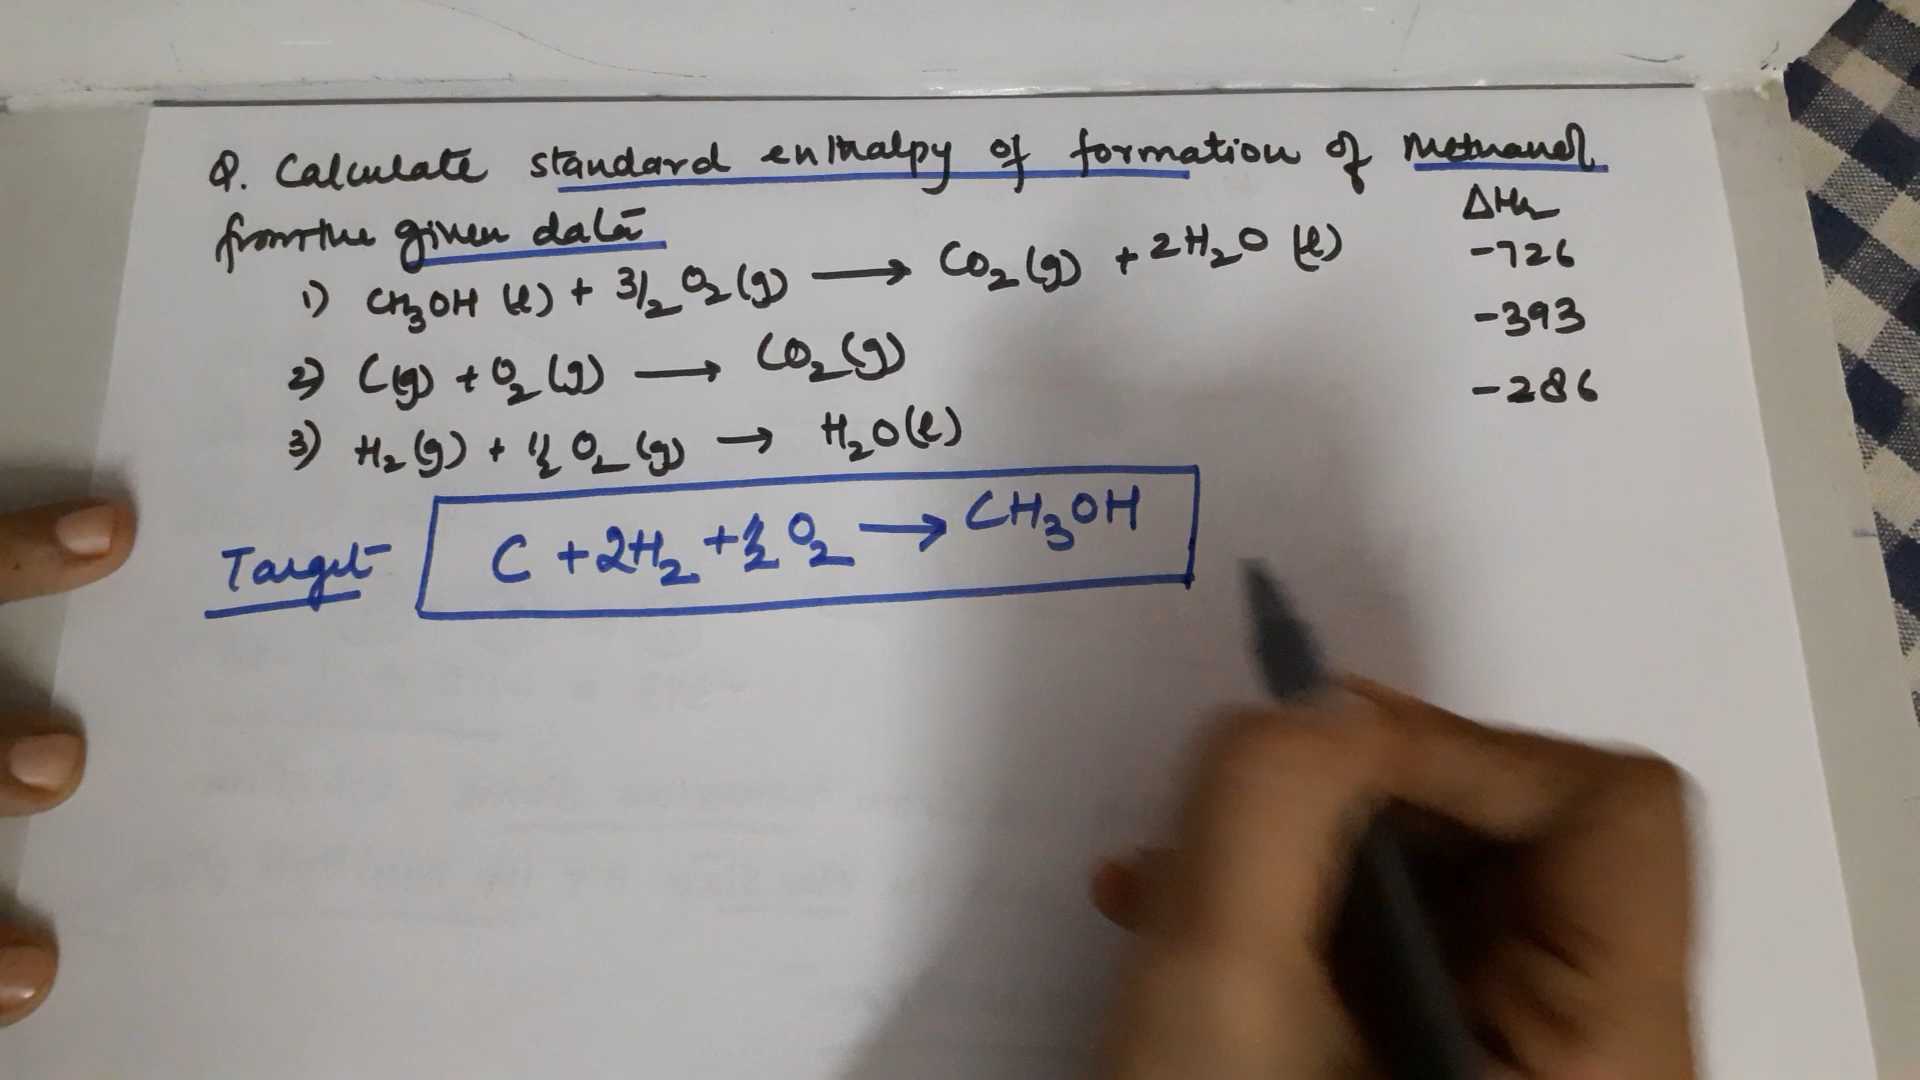 Q. Calculate standard enthalpy of formation of Methanol
from the given data
ΔHr
1) CH3OH (l) + 3/2 O2 (g) → CO2 (g) + 2H2O (l) -726
2) C(g) + O2 (g) → CO2 (g) -393
3) H2 (g) + 1/2 O2 (g) → H2O(l) -286
Target C + 2H2 + 1/2 O2 → CH3OH